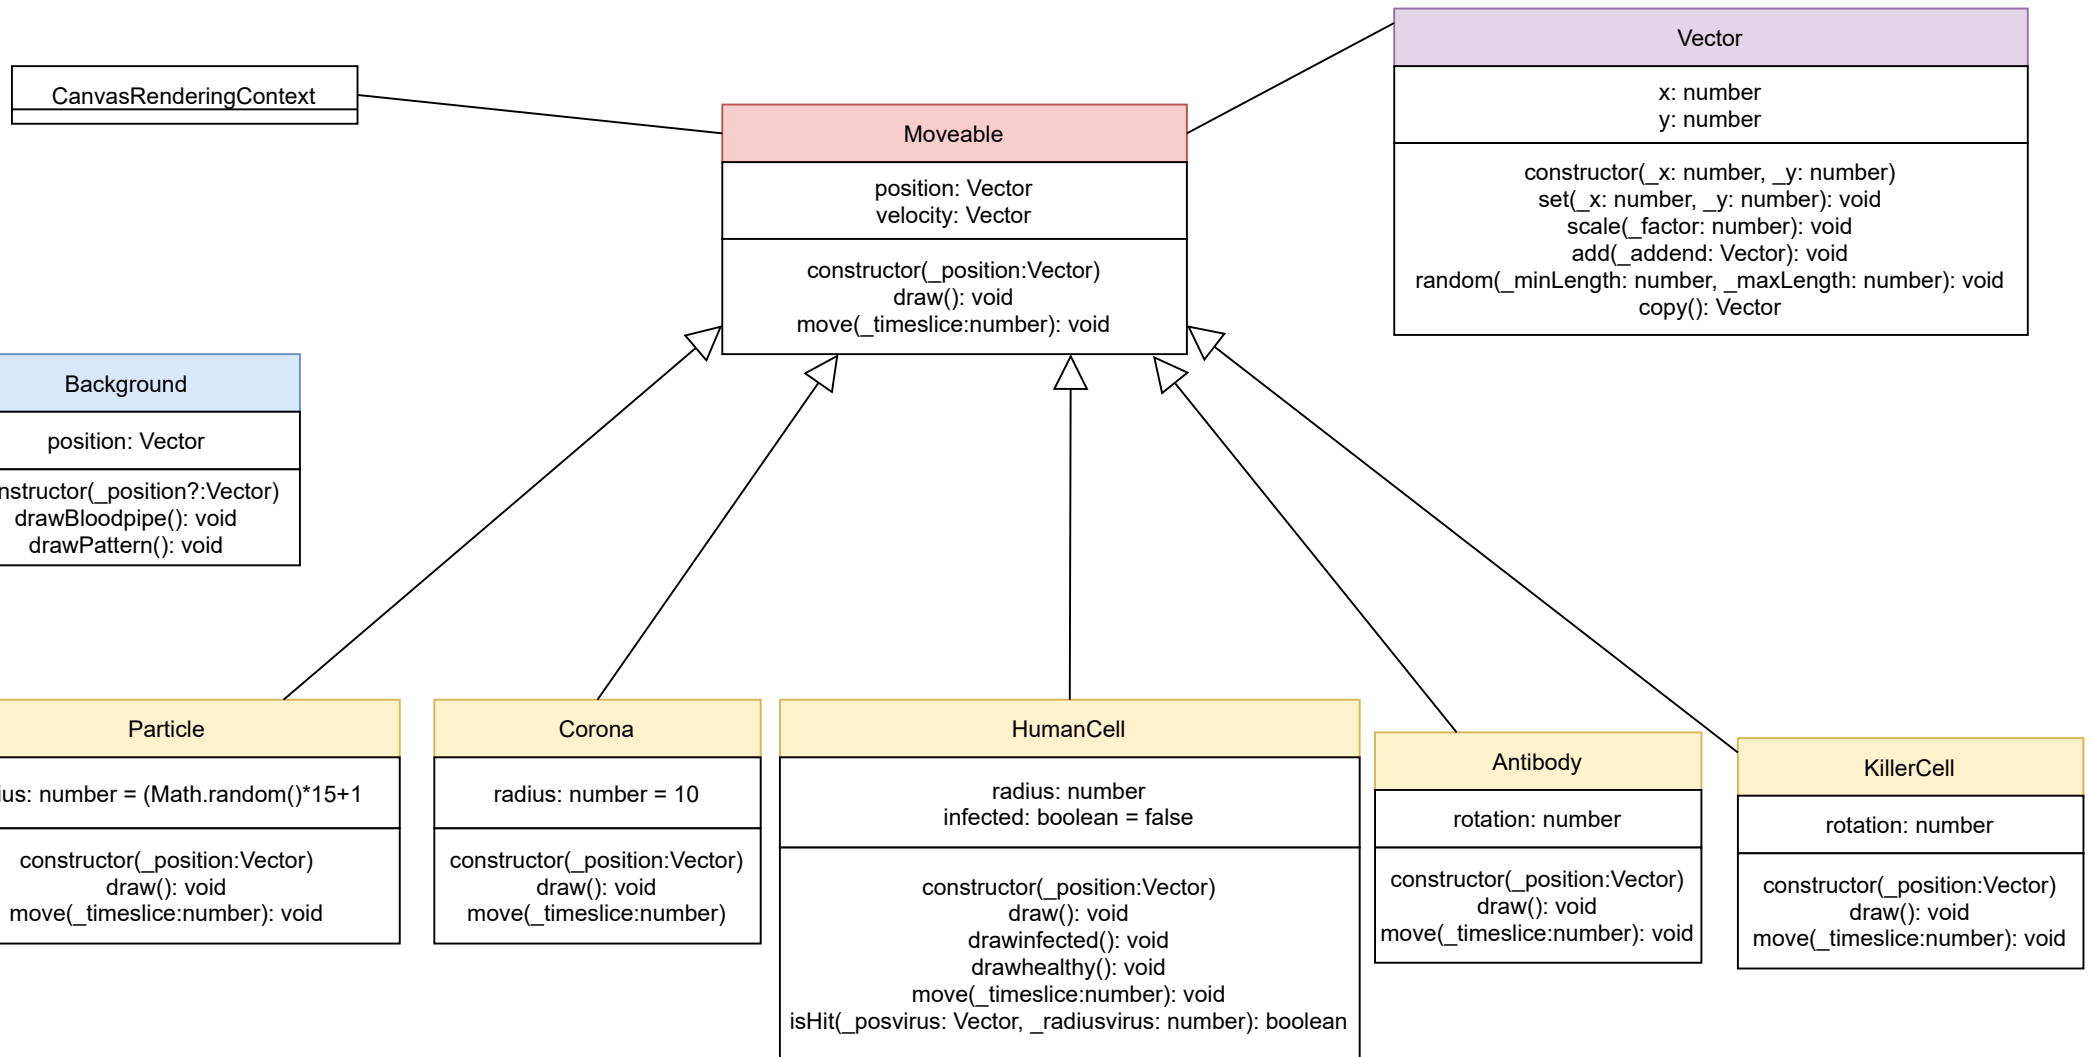 CanvasRenderingContext
Vector
x: number
y: number
constructor(_x: number, _y: number)
set(_x: number, _y: number): void
scale(_factor: number): void
add(_addend: Vector): void
random(_minLength: number, _maxLength: number): void
copy(): Vector
Moveable
position: Vector
velocity: Vector
constructor(_position:Vector)
draw(): void
move(_timeslice:number): void
Background
position: Vector
nstructor(_position?:Vector)
drawBloodpipe(): void
drawPattern(): void
Particle
ius: number = (Math.random()*15+1
constructor(_position:Vector)
draw(): void
move(_timeslice:number): void
Corona
radius: number = 10
constructor(_position:Vector)
draw(): void
move(_timeslice:number)
HumanCell
radius: number
infected: boolean = false
constructor(_position:Vector)
draw(): void
drawinfected(): void
drawhealthy(): void
move(_timeslice:number): void
isHit(_posvirus: Vector, _radiusvirus: number): boolean
Antibody
rotation: number
constructor(_position:Vector)
draw(): void
move(_timeslice:number): void
KillerCell
rotation: number
constructor(_position:Vector)
draw(): void
move(_timeslice:number): void